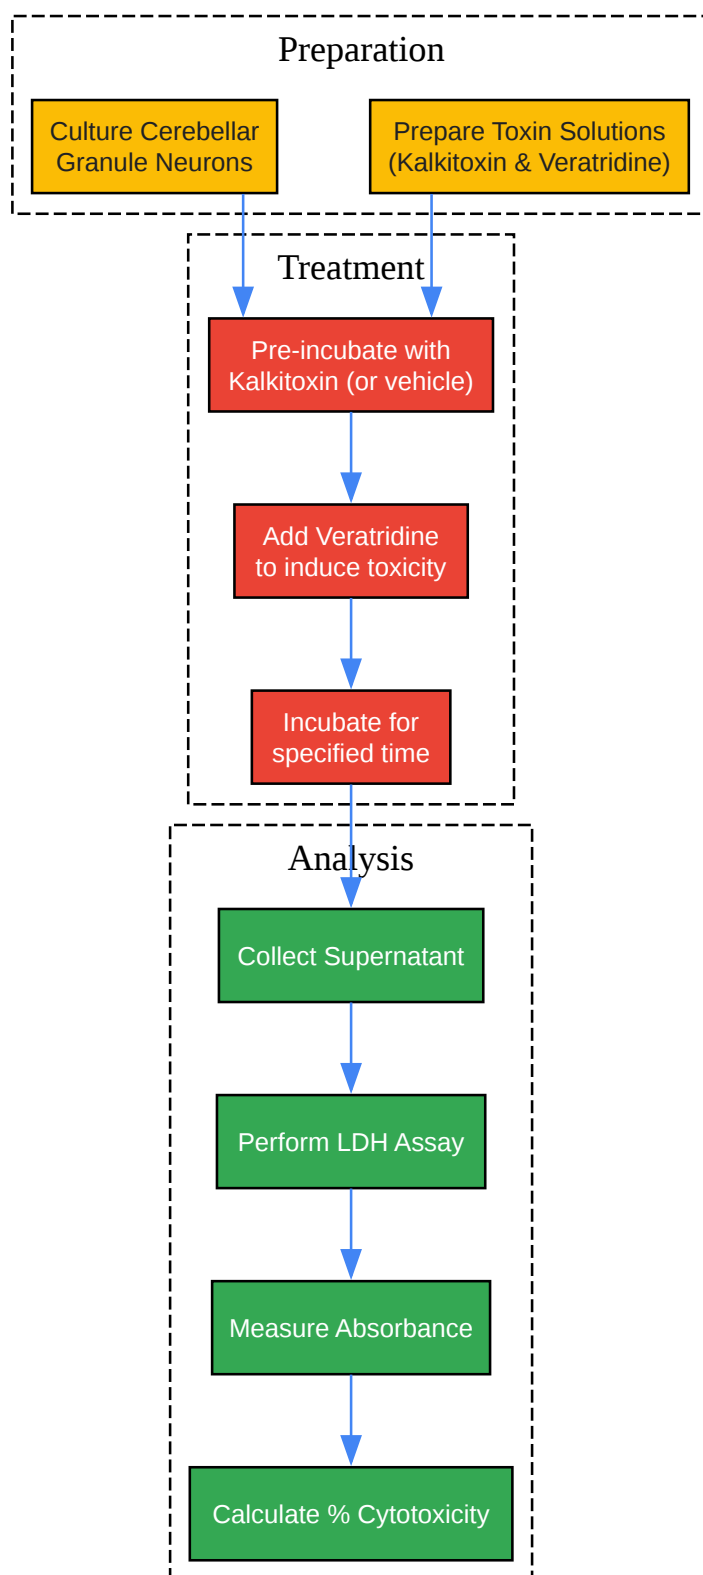 Preparation
Culture Cerebellar
Granule Neurons
Prepare Toxin Solutions
(Kalkitoxin & Veratridine)
Treatment
Pre-incubate with
Kalkitoxin (or vehicle)
Add Veratridine
to induce toxicity
Incubate for
specified time
Analysis
Collect Supernatant
Perform LDH Assay
Measure Absorbance
Calculate % Cytotoxicity